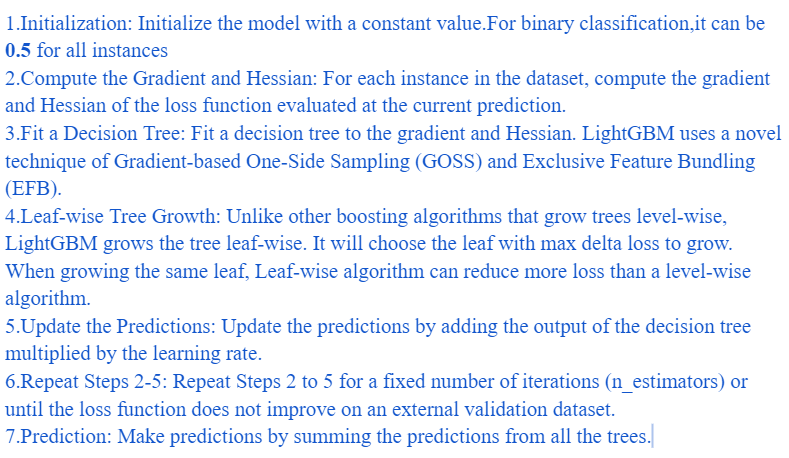 1.Initialization: Initialize the model with a constant value.For binary classification,it can be
0.5 for all instances
2.Compute the Gradient and Hessian: For each instance in the dataset, compute the gradient
and Hessian of the loss function evaluated at the current prediction.
3.Fit a Decision Tree: Fit a decision tree to the gradient and Hessian. LightGBM uses a novel
technique of Gradient-based One-Side Sampling (GOSS) and Exclusive Feature Bundling
(EFB).
4.Leaf-wise Tree Growth: Unlike other boosting algorithms that grow trees level-wise,
LightGBM grows the tree leaf-wise. It will choose the leaf with max delta loss to grow.
When growing the same leaf, Leaf-wise algorithm can reduce more loss than a level-wise
algorithm.
5.Update the Predictions: Update the predictions by adding the output of the decision tree
multiplied by the learning rate.
6.Repeat Steps 2-5: Repeat Steps 2 to 5 for a fixed number of iterations (n_estimators) or
until the loss function does not improve on an external validation dataset.
7.Prediction: Make predictions by summing the predictions from all the trees.